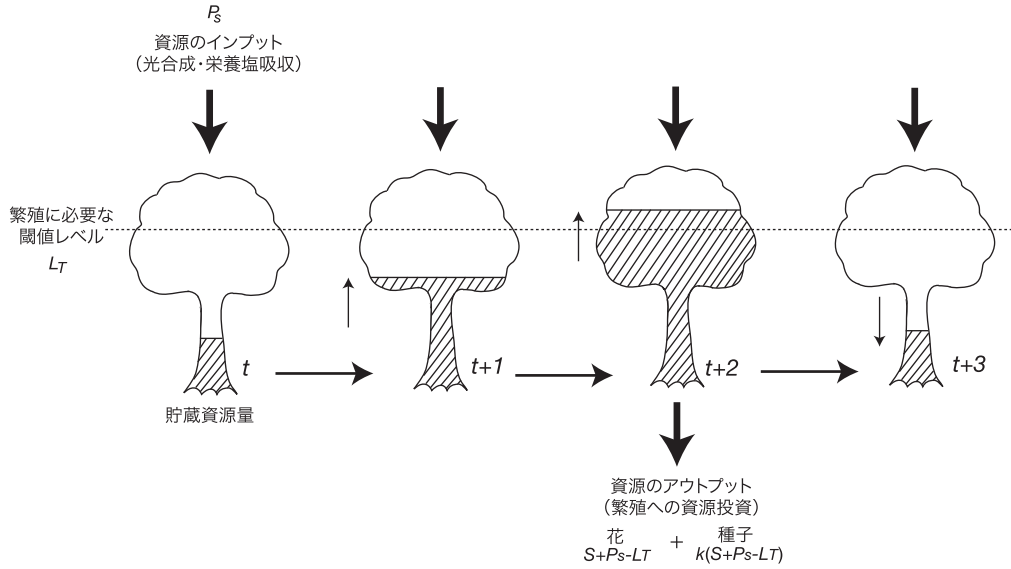 Ps
資源のインプット
（光合成・栄養塩吸収）
繁殖に必要な
閾値レベル
LT
t
t+1
t+2
t+3
貯蔵資源量
資源のアウトプット
（繁殖への資源投資）
花 + 種子
S+Ps-LT k(S+Ps-LT)